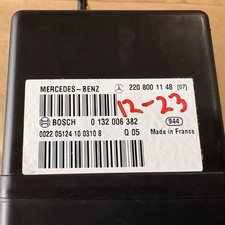 MERCEDES-BENZ 220 800 11 48 [07]
12-23
BOSCH 0 132 006 382 944
0022 05124 10 0310 8 Q 05 Made in France